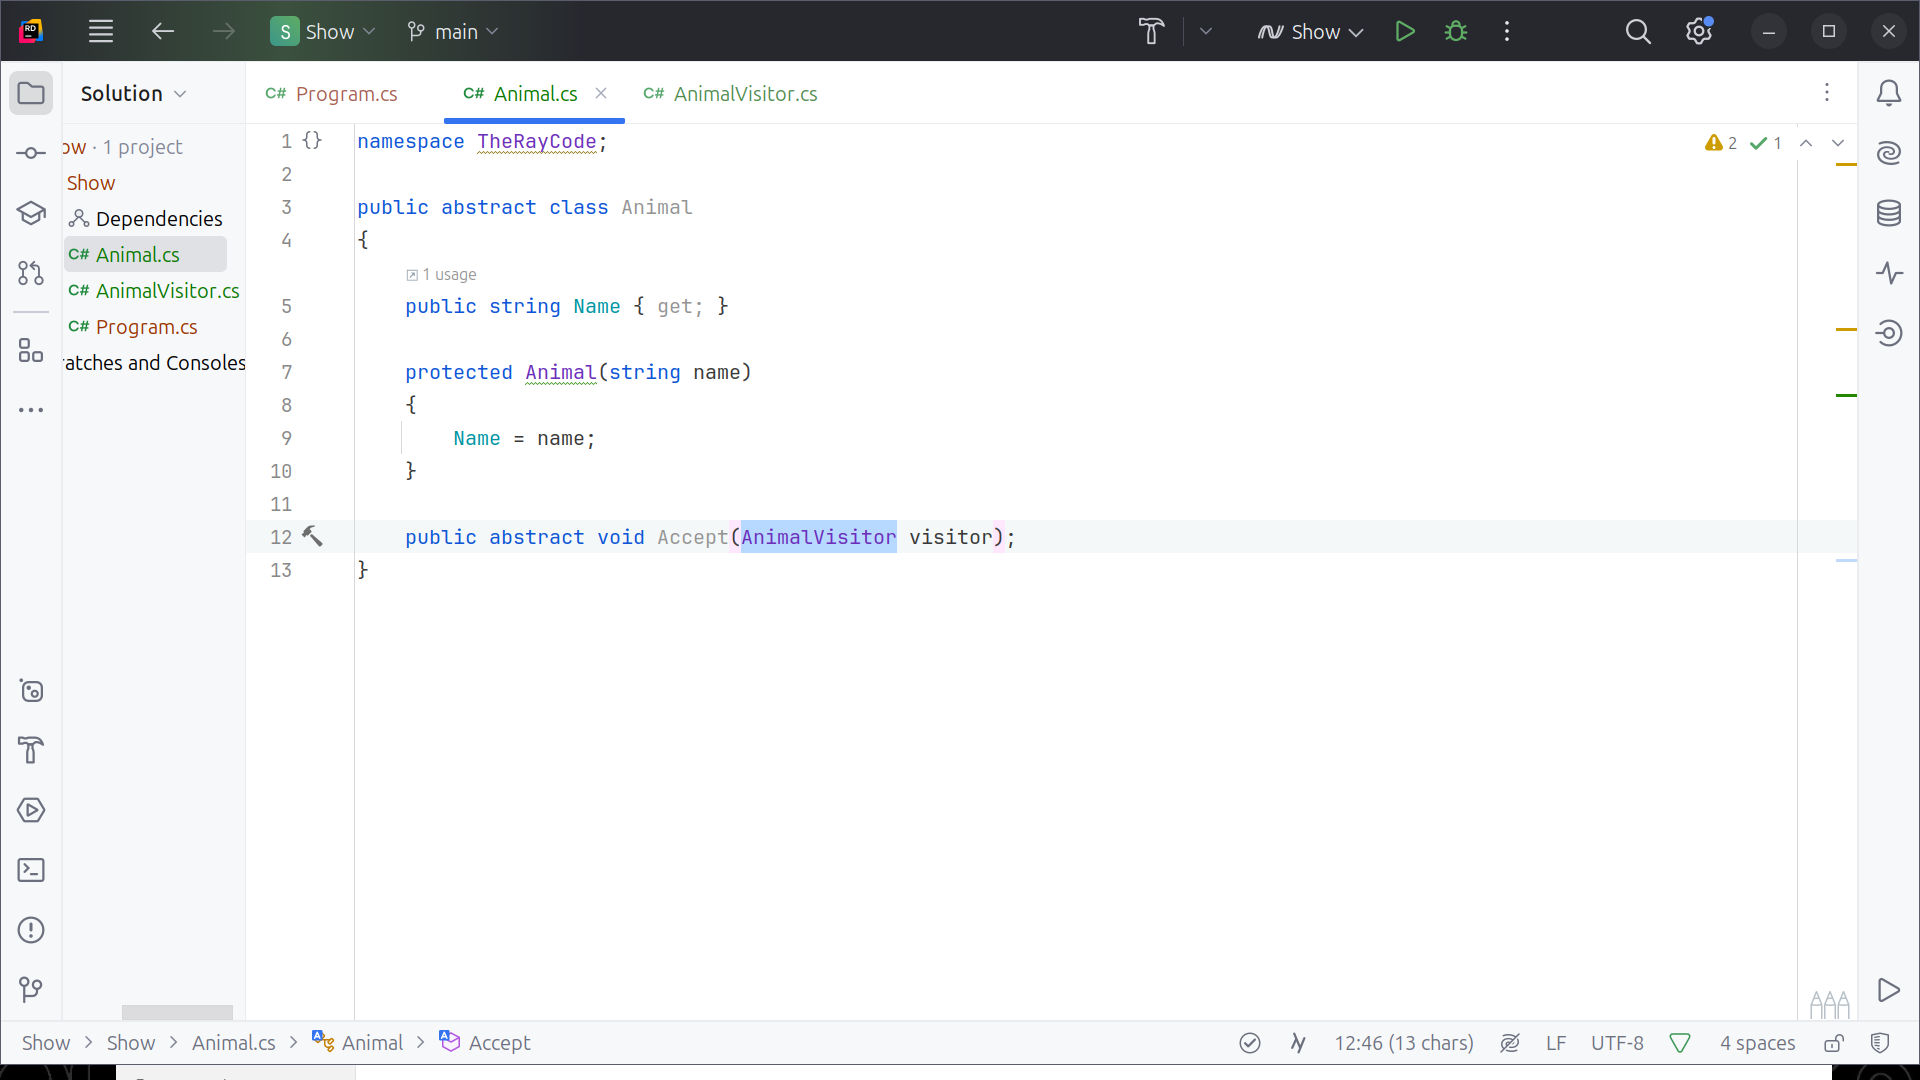 S Show main Show
Solution
Program.cs Animal.cs AnimalVisitor.cs
ow · 1 project
Show
Dependencies
C# Animal.cs
C# AnimalVisitor.cs
C# Program.cs
ratches and Consoles
1 {} namespace TheRayCode;
2
3 public abstract class Animal
4 {
1 usage
5 public string Name { get; }
6
7 protected Animal(string name)
8 {
9 Name = name;
10 }
11
12 public abstract void Accept(AnimalVisitor visitor);
13 }
2 1
Show > Show > Animal.cs > Animal > Accept
12:46 (13 chars) LF UTF-8 4 spaces